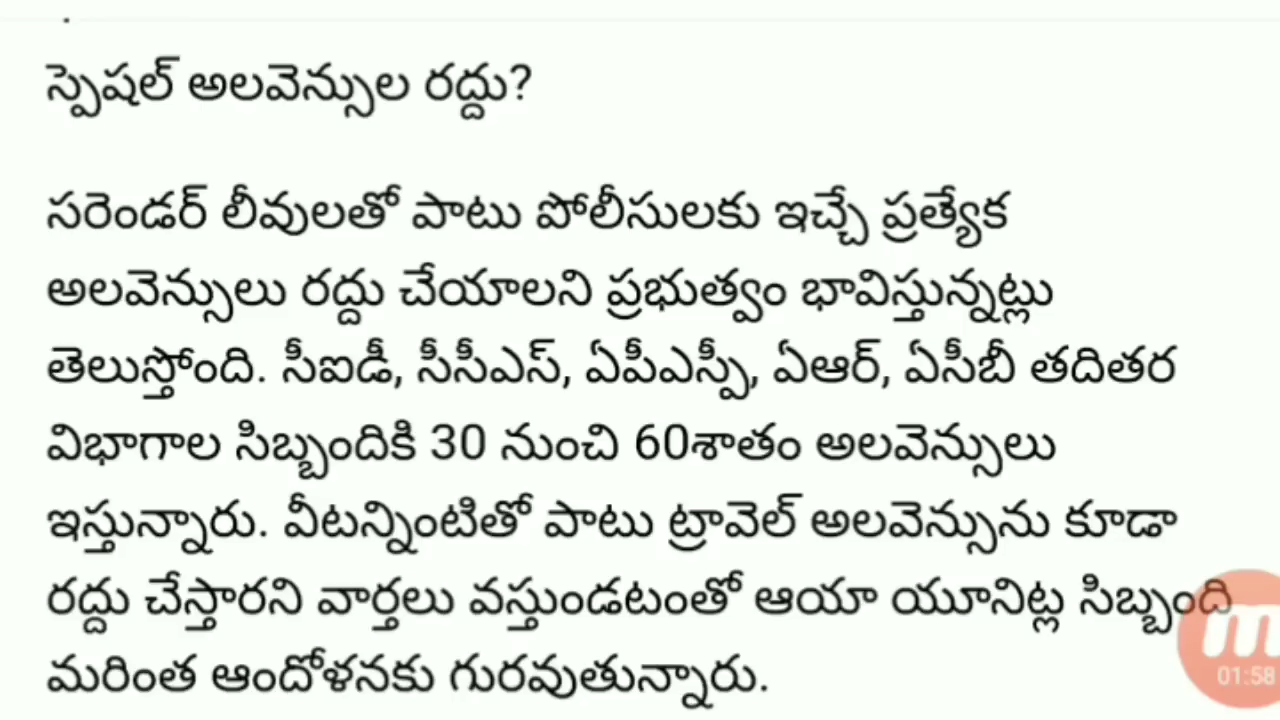 స్పెషల్ అలవెన్సుల రద్దు?
సరెండర్ లీవులతో పాటు పోలీసులకు ఇచ్చే ప్రత్యేక
అలవెన్సులు రద్దు చేయాలని ప్రభుత్వం భావిస్తున్నట్లు
తెలుస్తోంది. సీఐడీ, సీసీఎస్, ఏపీఎస్పీ, ఏఆర్, ఏసీబీ తదితర
విభాగాల సిబ్బందికి 30 నుంచి 60శాతం అలవెన్సులు
ఇస్తున్నారు. వీటన్నింటితో పాటు ట్రావెల్ అలవెన్సును కూడా
రద్దు చేస్తారని వార్తలు వస్తుండటంతో ఆయా యూనిట్ల సిబ్బంది
మరింత ఆందోళనకు గురవుతున్నారు.
m
01:58